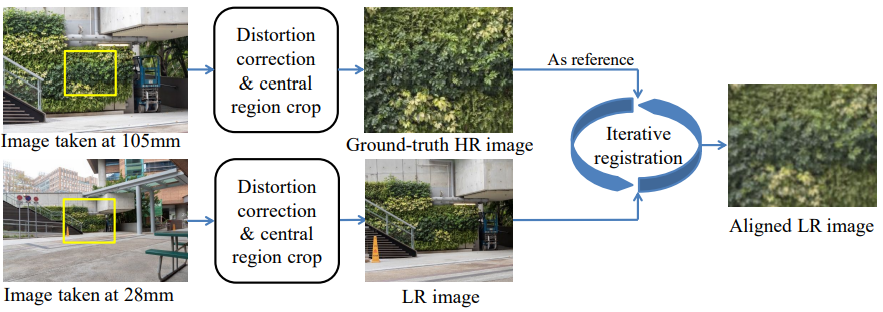 Distortion
correction
& central
region crop
As reference
Image taken at 105mm
Ground-truth HR image
Iterative
registration
Distortion
correction
& central
region crop
Aligned LR image
Image taken at 28mm
LR image